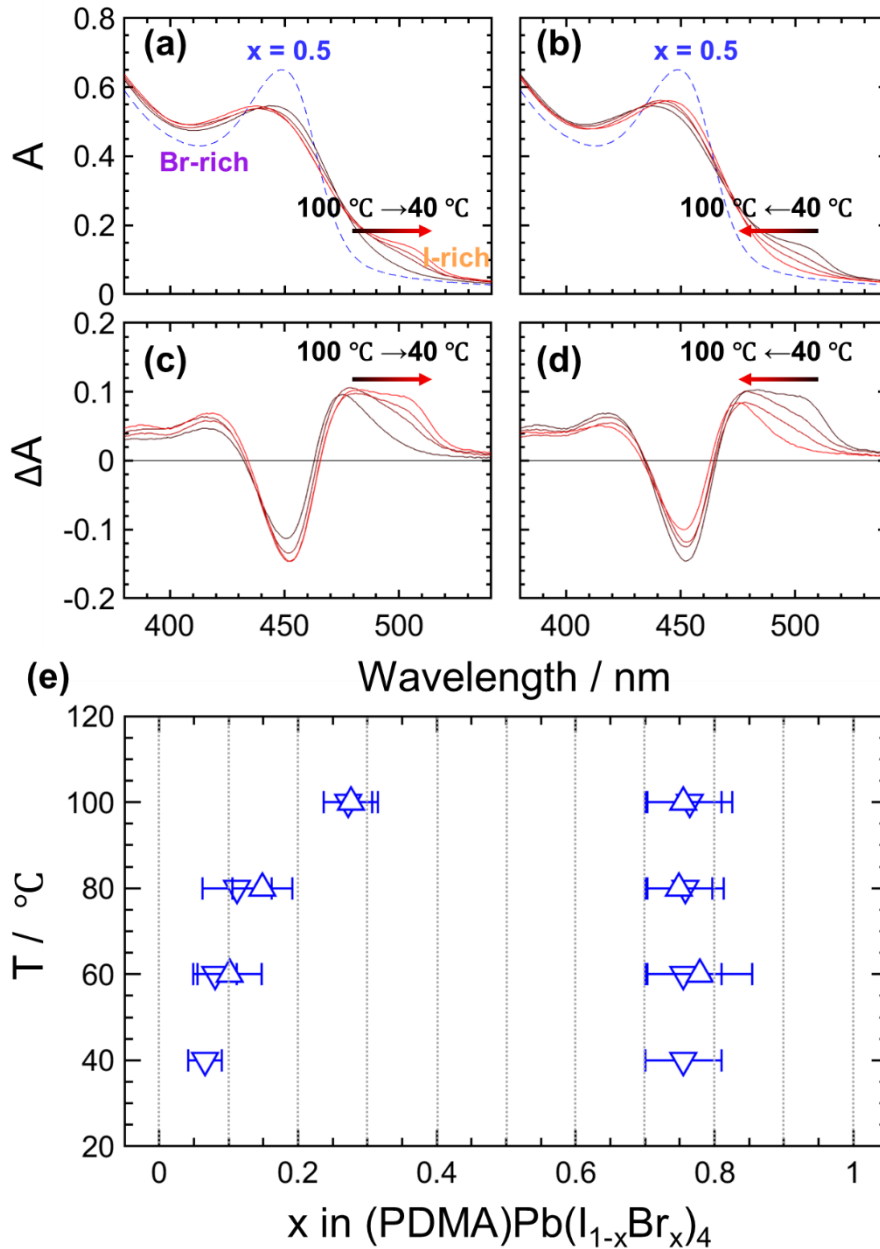 0.8
0.6
0.4
0.2
0
A
(a)
x = 0.5
Br-rich
100 ℃ →40 ℃
I-rich
(b)
x = 0.5
100 ℃ ←40 ℃
0.2
0.1
0
-0.1
-0.2
ΔA
(c)
100 ℃ →40 ℃
(d)
100 ℃ ←40 ℃
400 450 500 400 450 500
Wavelength / nm
(e)
120
100
80
60
40
20
T / ℃
0 0.2 0.4 0.6 0.8 1
x in (PDMA)Pb(I1-xBrx)4